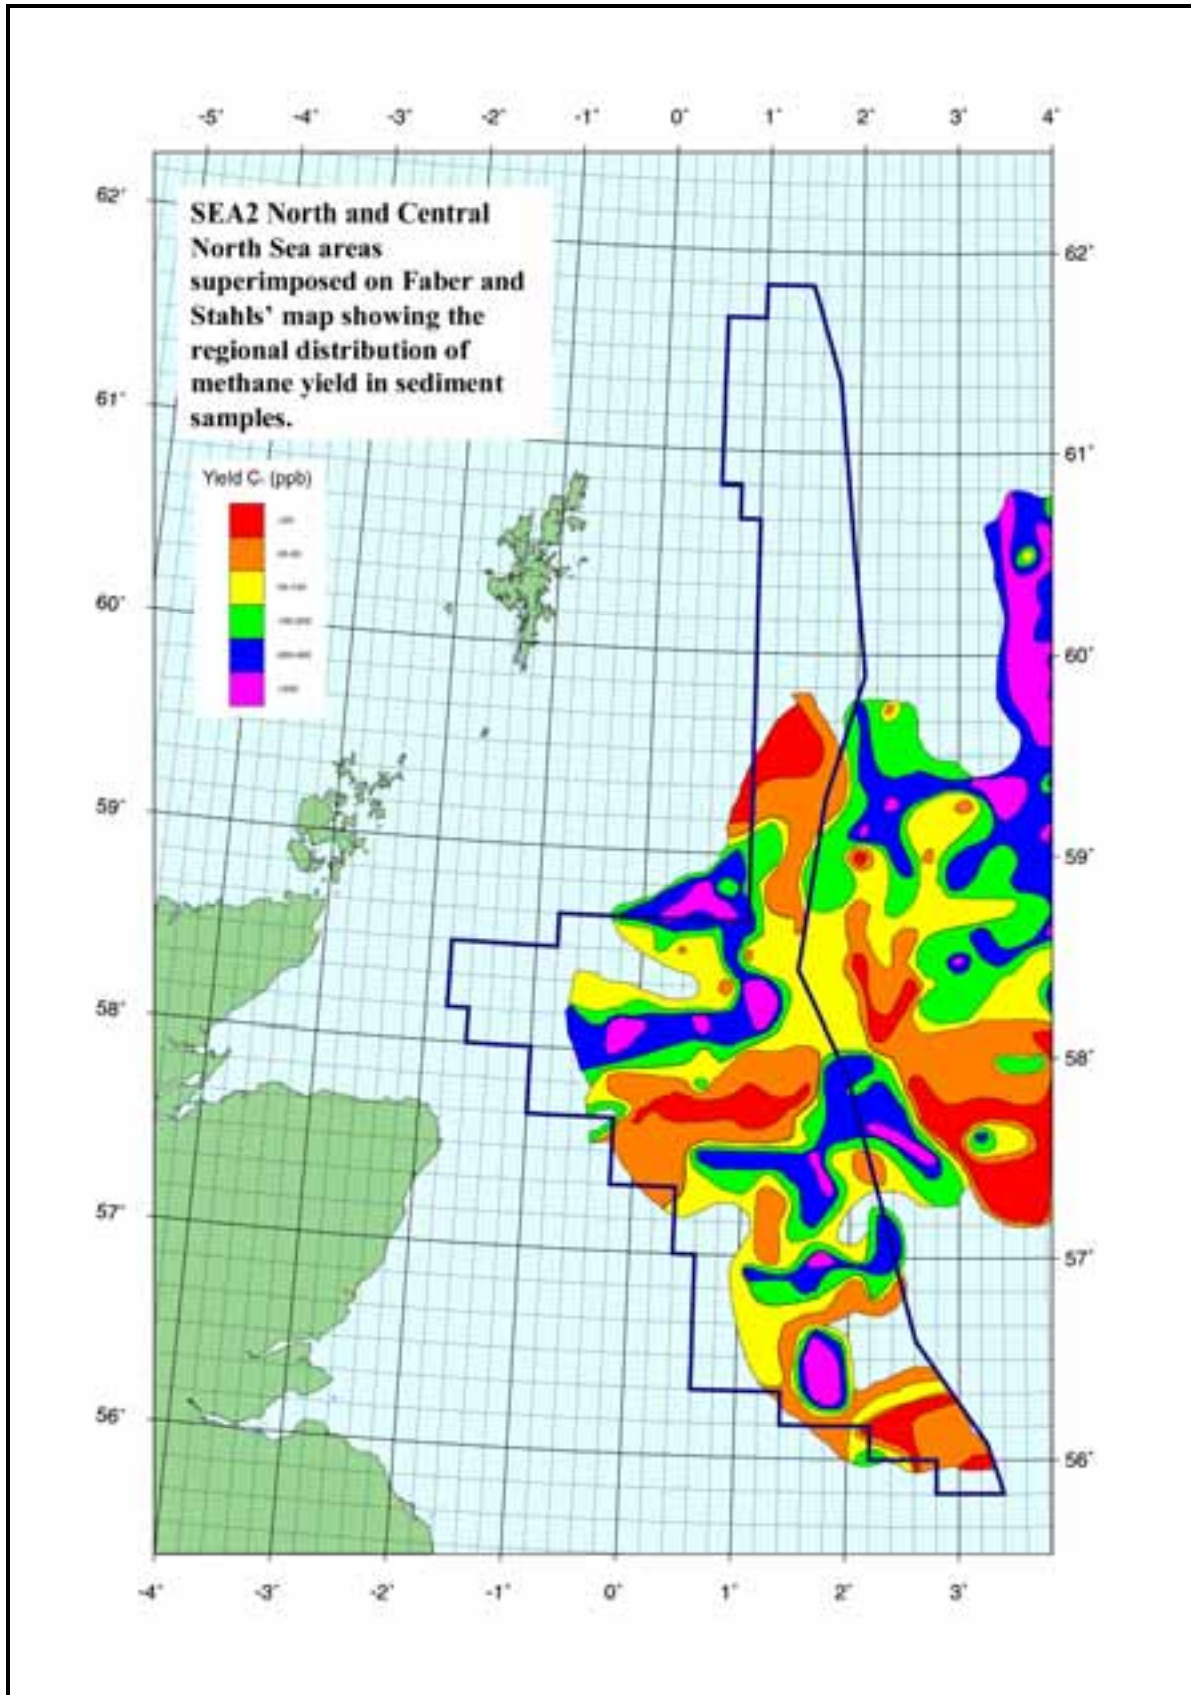 -5° -4° -3° -2° -1° 0° 1° 2° 3° 4°
62°
SEA2 North and Central
North Sea areas
superimposed on Faber and
Stahls' map showing the
regional distribution of
methane yield in sediment
samples.
62°
61°
61°
Yield C₁ (ppb)
60°
60°
59°
59°
58°
58°
57°
57°
56°
56°
-4° -3° -2° -1° 0° 1° 2° 3°